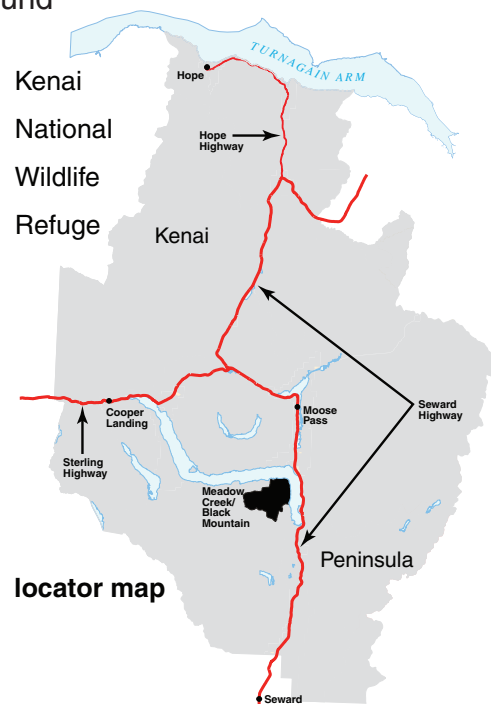 TURNAGAIN ARM
Hope
Kenai
National
Wildlife
Refuge
Hope
Highway
Kenai
Cooper
Landing
Moose
Pass
Seward
Highway
Sterling
Highway
Meadow
Creek/
Black
Mountain
Peninsula
locator map
Seward